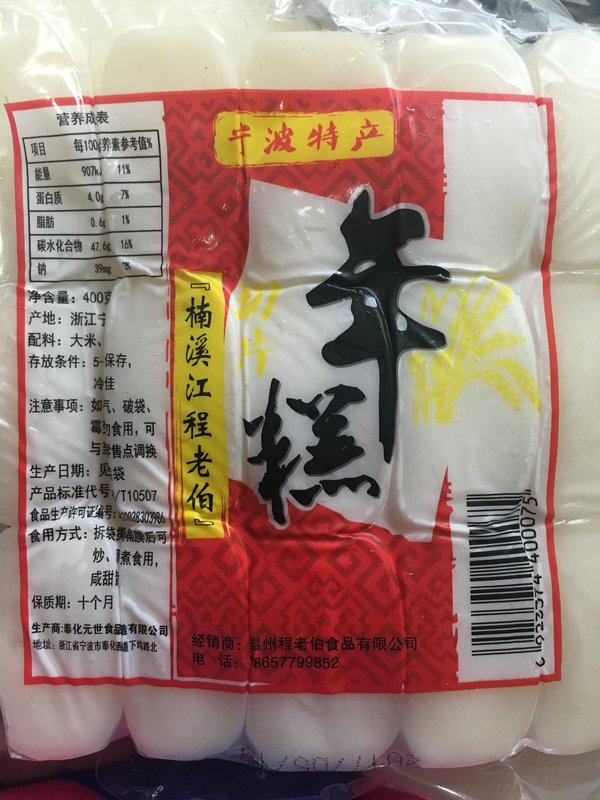 营养成表
项目 每100 养素参考值%
能量 907kJ 11%
蛋白质 4.0g 7%
脂肪 0.6g 1%
碳水化合物 47.6g 16%
钠 39mg
净含量：400克
产地：浙江宁
配料：大米、
存放条件：5-保存，
冷佳
注意事项：如气、破袋、
霉勿食用，可
与售点调换
生产日期：见袋
产品标准代号：/T10507
食品生产许可证编号：
食用方式：拆袋 后可
炒、煮食用，
咸甜
保质期：十个月
生产商:奉化元世食品 有限公司
地址：浙江省宁波市奉化 下坞路北
宁波特产
年糕
切片
『楠溪江程老伯』
经销商：温州程老伯食品有限公司
电 话：18657799852
6 922374 400075